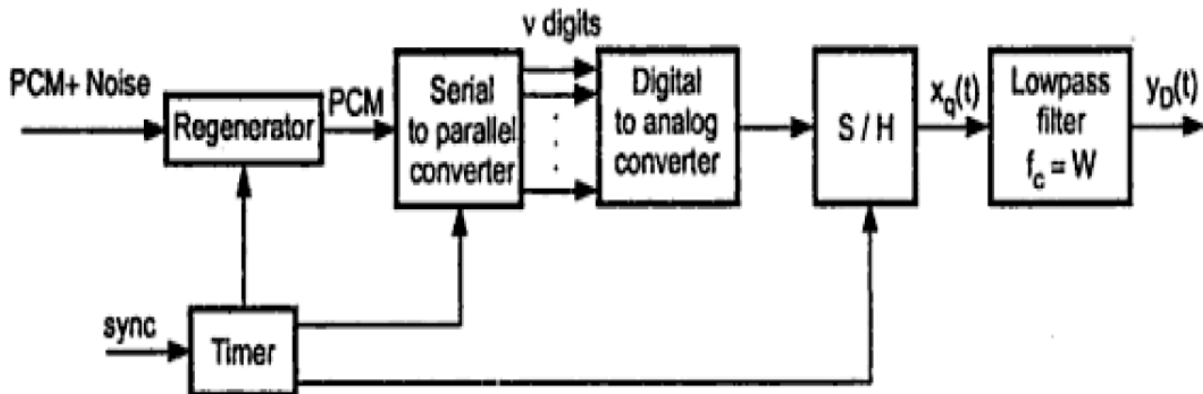 PCM+ Noise
Regenerator
PCM
Serial
to parallel
converter
v digits
Digital
to analog
converter
S / H
x_q(t)
Lowpass
filter
f_c = W
y_D(t)
sync
Timer